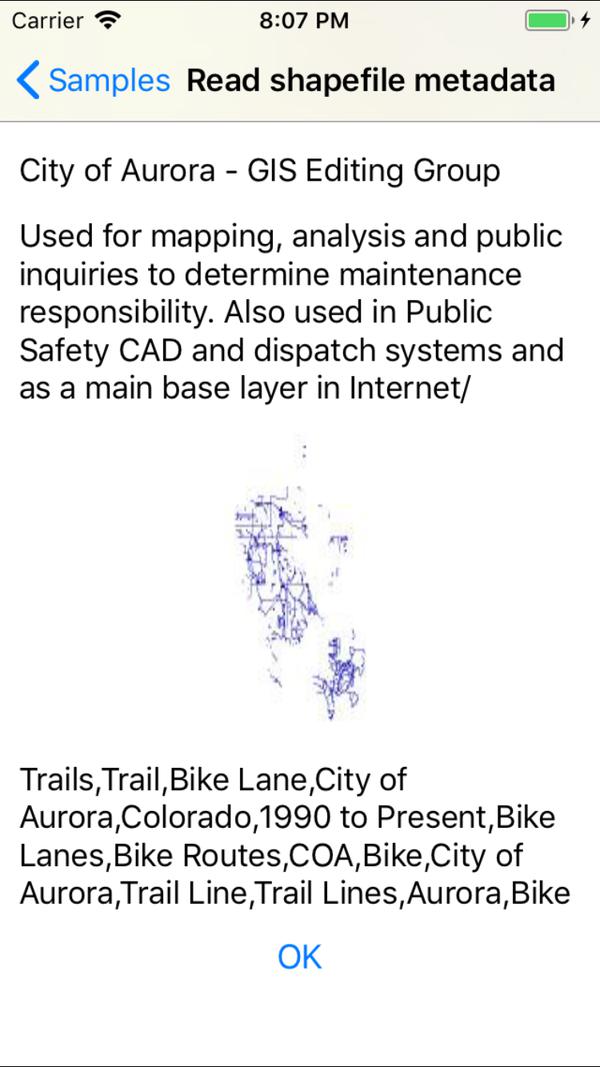 Carrier 8:07 PM
Samples Read shapefile metadata
City of Aurora - GIS Editing Group
Used for mapping, analysis and public
inquiries to determine maintenance
responsibility. Also used in Public
Safety CAD and dispatch systems and
as a main base layer in Internet/
Trails,Trail,Bike Lane,City of
Aurora,Colorado,1990 to Present,Bike
Lanes,Bike Routes,COA,Bike,City of
Aurora,Trail Line,Trail Lines,Aurora,Bike
OK